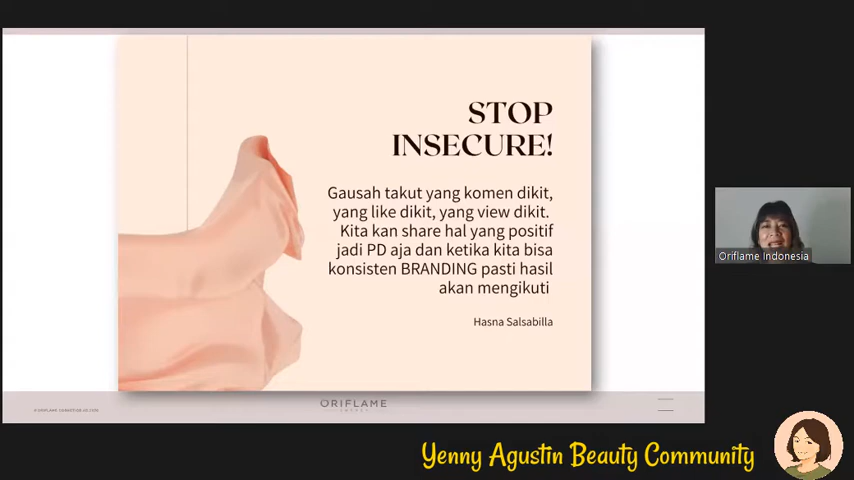 STOP
INSECURE!
Gausah takut yang komen dikit,
yang like dikit, yang view dikit.
Kita kan share hal yang positif
jadi PD aja dan ketika kita bisa
konsisten BRANDING pasti hasil
akan mengikuti
Hasna Salsabilla
Oriflame Indonesia
ORIFLAME
Yenny Agustin Beauty Community